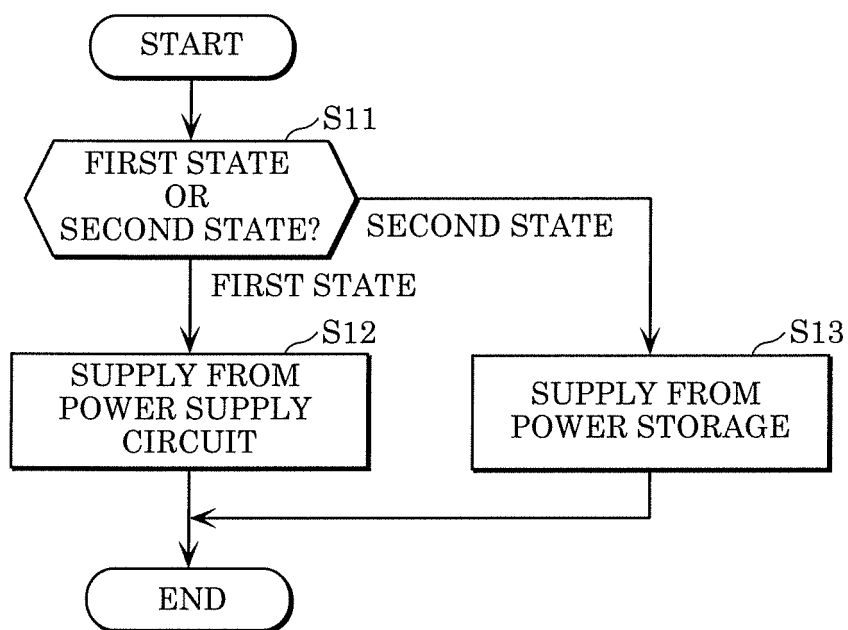 START
S11
FIRST STATE
OR
SECOND STATE?
SECOND STATE
FIRST STATE
S12
SUPPLY FROM
POWER SUPPLY
CIRCUIT
S13
SUPPLY FROM
POWER STORAGE
END